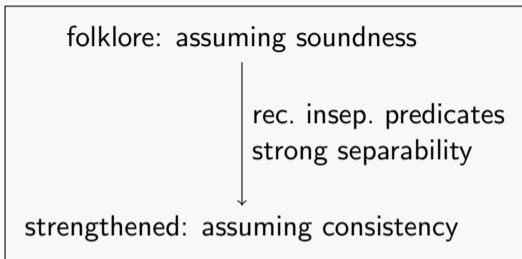 folklore: assuming soundness
rec. insep. predicates
strong separability
strengthened: assuming consistency